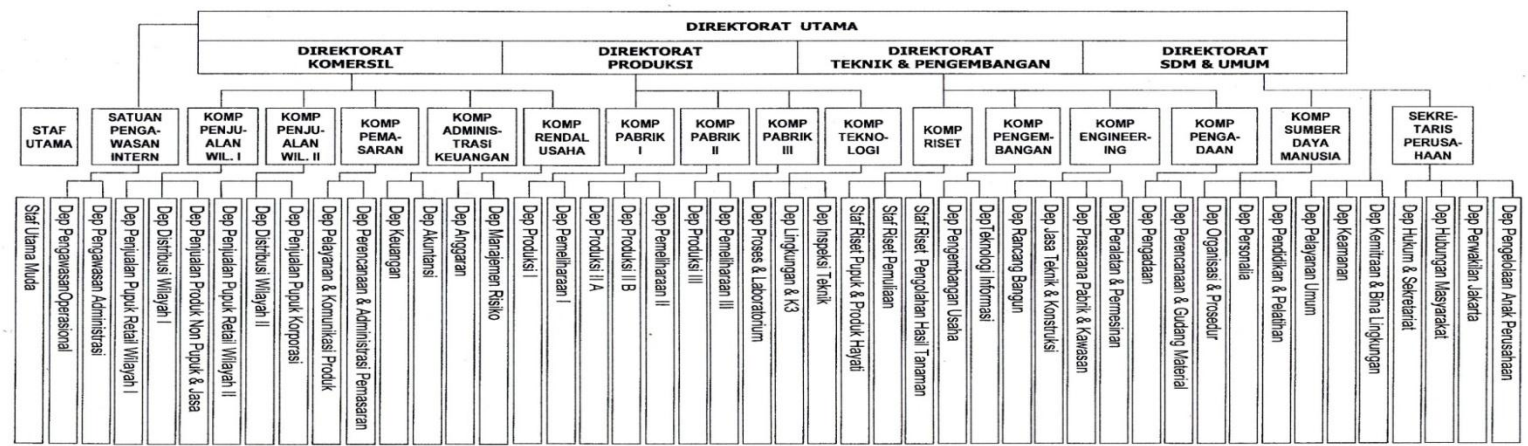 DIREKTORAT UTAMA
DIREKTORAT
KOMERSIL
DIREKTORAT
PRODUKSI
DIREKTORAT
TEKNIK & PENGEMBANGAN
DIREKTORAT
SDM & UMUM
STAF
UTAMA
SATUAN
PENGA-
WASAN
INTERN
KOMP
PENJU-
ALAN
WIL. I
KOMP
PENJU-
ALAN
WIL. II
KOMP
PEMA-
SARAN
KOMP
ADMINIS-
TRASI
KEUANGAN
KOMP
RENDAL
USAHA
KOMP
PABRIK
I
KOMP
PABRIK
II
KOMP
PABRIK
III
KOMP
TEKNO-
LOGI
KOMP
RISET
KOMP
PENGEM-
BANGAN
KOMP
ENGINEER-
ING
KOMP
PENGA-
DAAN
KOMP
SUMBER
DAYA
MANUSIA
SEKRE-
TARIS
PERUSA-
HAAN
Staf Utama Muda
Dep Pengawasan Operasional
Dep Pengawasan Administrasi
Dep Penjualan Pupuk Retail Wilayah I
Dep Distribusi Wilayah I
Dep Penjualan Produk Non Pupuk & Jasa
Dep Penjualan Pupuk Retail Wilayah II
Dep Distribusi Wilayah II
Dep Penjualan Pupuk Korporasi
Dep Pelayanan & Komunikasi Produk
Dep Perencanaan & Administrasi Pemasaran
Dep Keuangan
Dep Akuntansi
Dep Anggaran
Dep Manajemen Risiko
Dep Produksi I
Dep Pemeliharaan I
Dep Produksi II A
Dep Produksi II B
Dep Pemeliharaan II
Dep Produksi III
Dep Pemeliharaan III
Dep Proses & Laboratorium
Dep Lingkungan & K3
Dep Inspeksi Teknik
Staf Riset Pupuk & Produk Hayati
Staf Riset Pemuliaan
Staf Riset Pengolahan Hasil Tanaman
Dep Pengembangan Usaha
Dep Teknologi Informasi
Dep Rancang Bangun
Dep Jasa Teknik & Konstruksi
Dep Prasarana Pabrik & Kawasan
Dep Peralatan & Permesinan
Dep Pengadaan
Dep Perencanaan & Gudang Material
Dep Organisasi & Prosedur
Dep Personalia
Dep Pendidikan & Pelatihan
Dep Pelayanan Umum
Dep Keamanan
Dep Kemitraan & Bina Lingkungan
Dep Hukum & Sekretariat
Dep Hubungan Masyarakat
Dep Perwakilan Jakarta
Dep Pengelolaan Anak Perusahaan